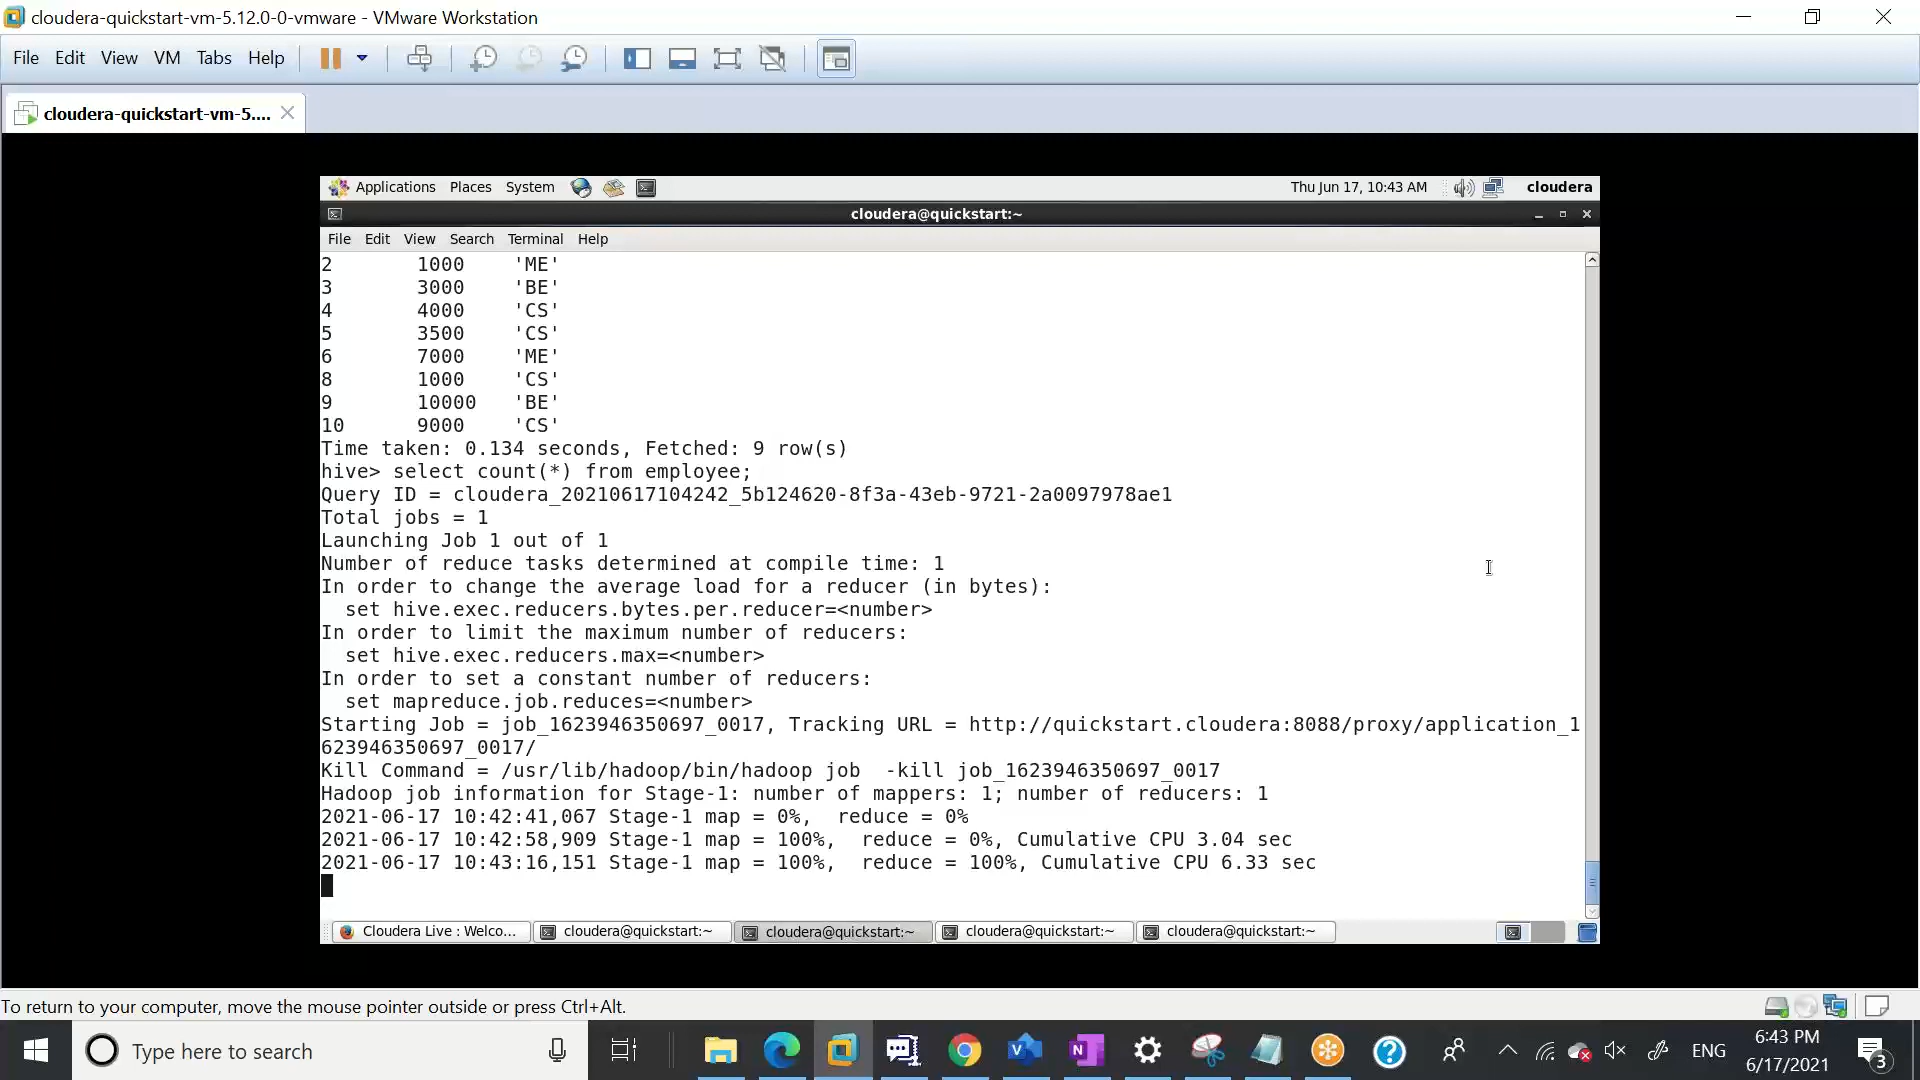 cloudera-quickstart-vm-5.12.0-0-vmware - VMware Workstation
File Edit View VM Tabs Help
cloudera-quickstart-vm-5....
Applications Places System Thu Jun 17, 10:43 AM cloudera
cloudera@quickstart:~
File Edit View Search Terminal Help
2 1000 'ME'
3 3000 'BE'
4 4000 'CS'
5 3500 'CS'
6 7000 'ME'
8 1000 'CS'
9 10000 'BE'
10 9000 'CS'
Time taken: 0.134 seconds, Fetched: 9 row(s)
hive> select count(*) from employee;
Query ID = cloudera_20210617104242_5b124620-8f3a-43eb-9721-2a0097978ae1
Total jobs = 1
Launching Job 1 out of 1
Number of reduce tasks determined at compile time: 1
In order to change the average load for a reducer (in bytes):
set hive.exec.reducers.bytes.per.reducer=<number>
In order to limit the maximum number of reducers:
set hive.exec.reducers.max=<number>
In order to set a constant number of reducers:
set mapreduce.job.reduces=<number>
Starting Job = job_1623946350697_0017, Tracking URL = http://quickstart.cloudera:8088/proxy/application_1
623946350697_0017/
Kill Command = /usr/lib/hadoop/bin/hadoop job -kill job_1623946350697_0017
Hadoop job information for Stage-1: number of mappers: 1; number of reducers: 1
2021-06-17 10:42:41,067 Stage-1 map = 0%, reduce = 0%
2021-06-17 10:42:58,909 Stage-1 map = 100%, reduce = 0%, Cumulative CPU 3.04 sec
2021-06-17 10:43:16,151 Stage-1 map = 100%, reduce = 100%, Cumulative CPU 6.33 sec
Cloudera Live : Welco... cloudera@quickstart:~ cloudera@quickstart:~ cloudera@quickstart:~ cloudera@quickstart:~
To return to your computer, move the mouse pointer outside or press Ctrl+Alt.
Type here to search ENG 6:43 PM
6/17/2021 3